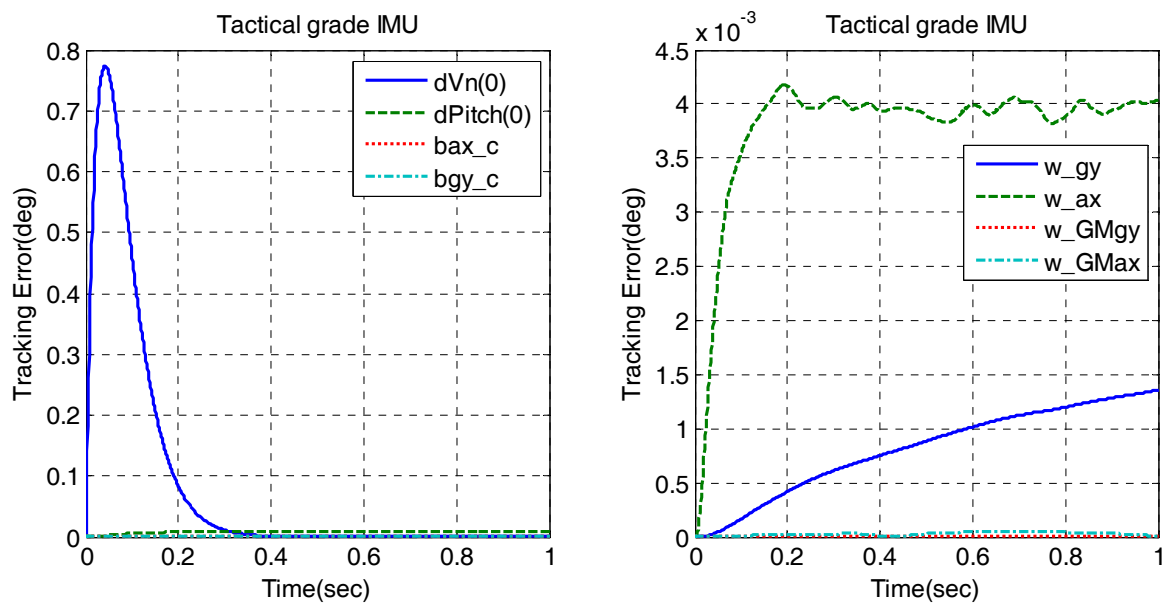 Tactical grade IMU
0.8
0.7
0.6
0.5
0.4
0.3
0.2
0.1
0
Tracking Error(deg)
dVn(0)
dPitch(0)
bax_c
bgy_c
0 0.2 0.4 0.6 0.8 1
Time(sec)
Tactical grade IMU
x 10-3
4.5
4
3.5
3
2.5
2
1.5
1
0.5
0
Tracking Error(deg)
w_gy
w_ax
w_GMgy
w_GMax
0 0.2 0.4 0.6 0.8 1
Time(sec)